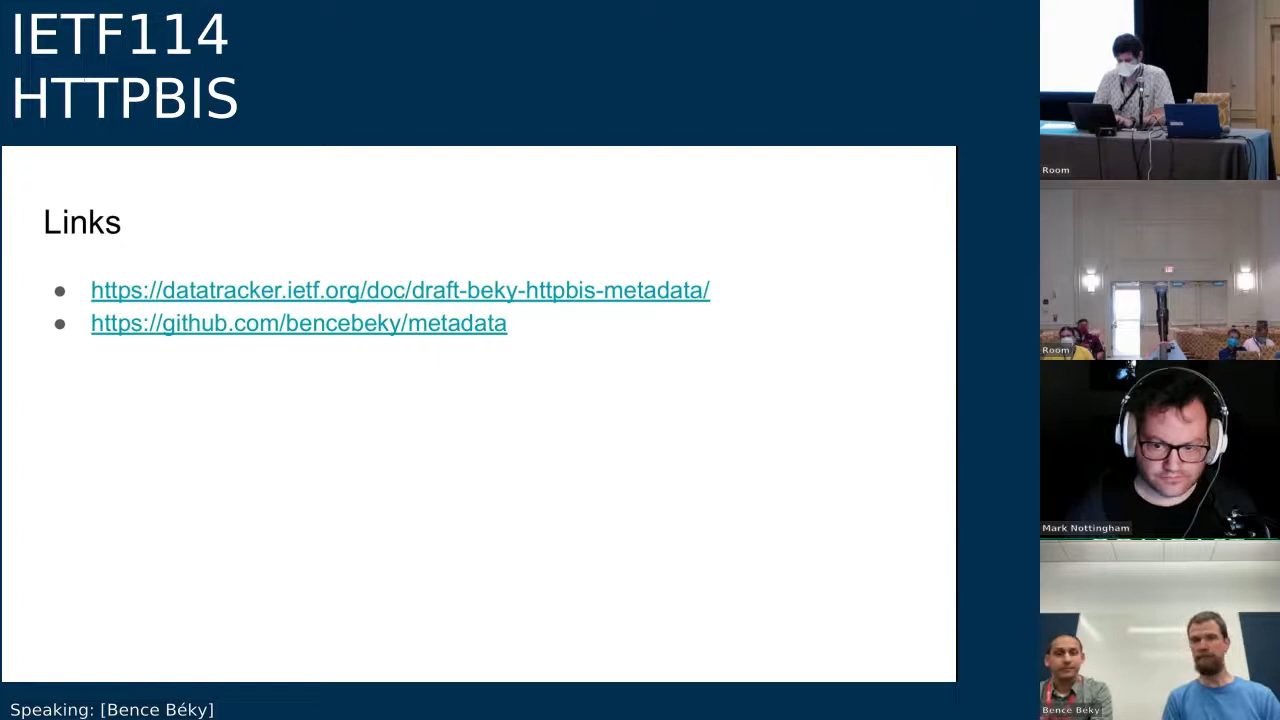 IETF114
HTTPBIS
Links
https://datatracker.ietf.org/doc/draft-beky-httpbis-metadata/
https://github.com/bencebeky/metadata
Speaking: [Bence Béky]
Room
Room
Mark Nottingham
Bence Béky